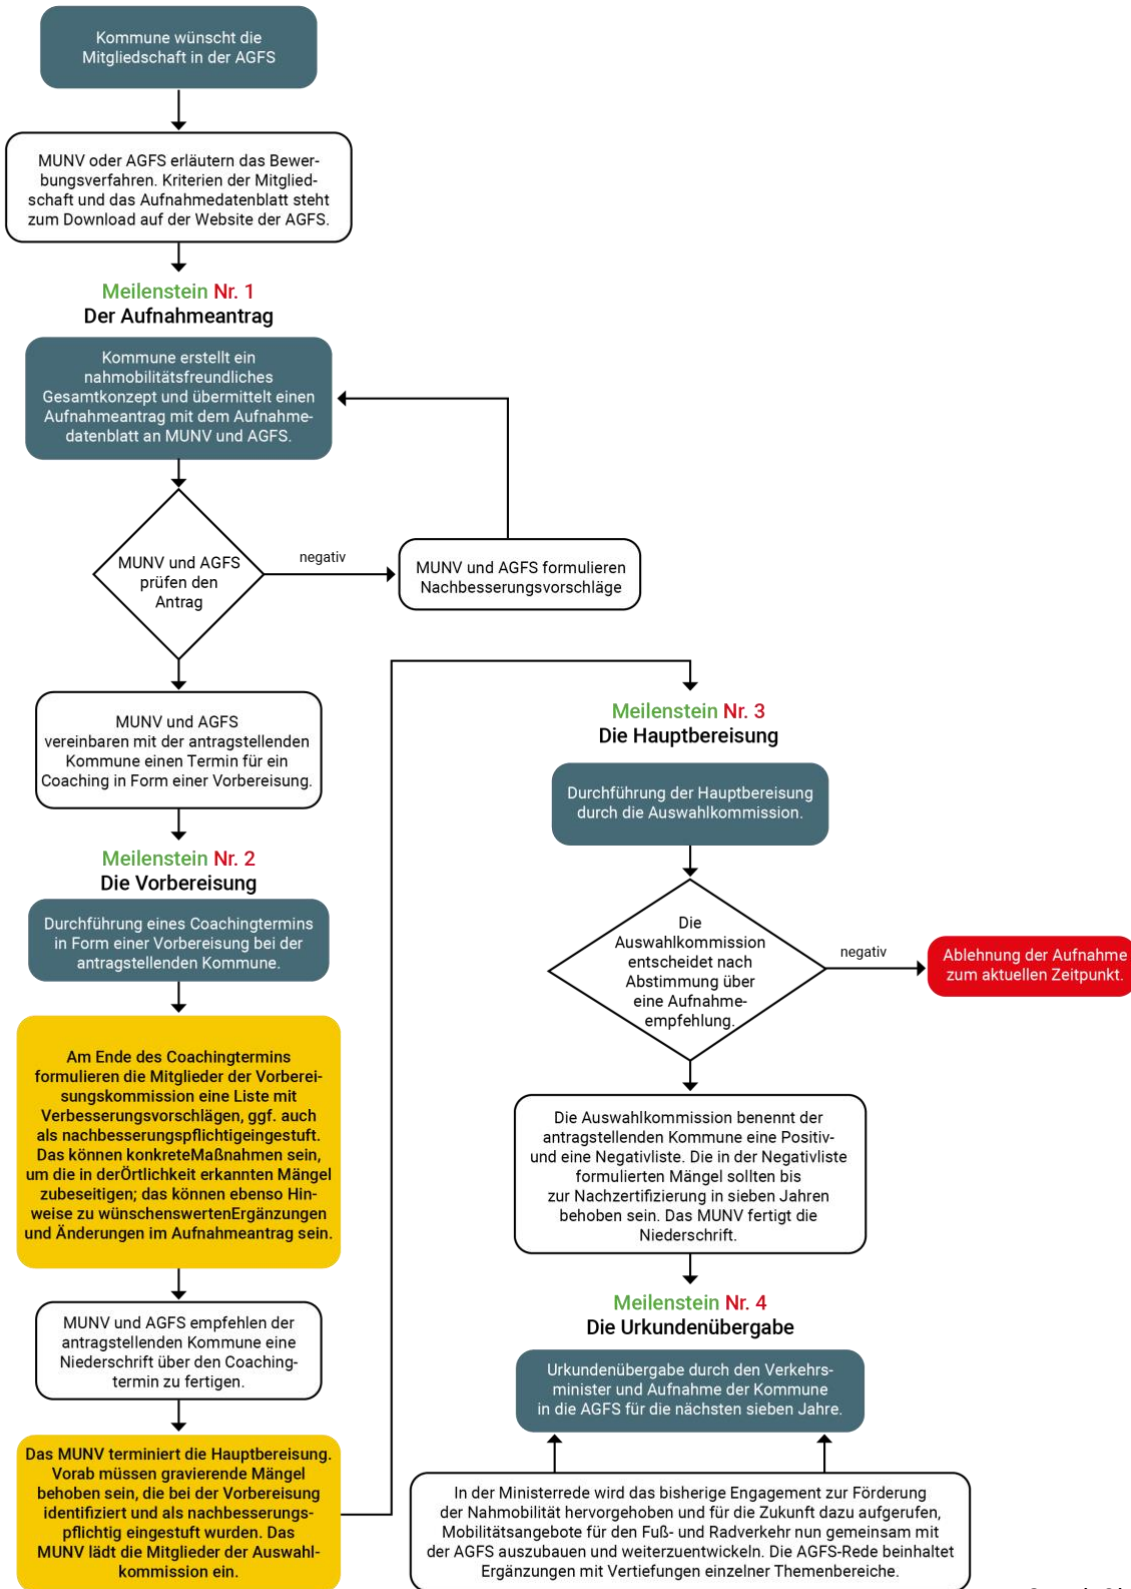 Kommune wünscht die
Mitgliedschaft in der AGFS
MUNV oder AGFS erläutern das Bewer-
bungsverfahren. Kriterien der Mitglied-
schaft und das Aufnahmedatenblatt steht
zum Download auf der Website der AGFS.
Meilenstein Nr. 1
Der Aufnahmeantrag
Kommune erstellt ein
nahmobilitätsfreundliches
Gesamtkonzept und übermittelt einen
Aufnahmeantrag mit dem Aufnahme-
datenblatt an MUNV und AGFS.
MUNV und AGFS
prüfen den
Antrag
negativ
MUNV und AGFS formulieren
Nachbesserungsvorschläge
MUNV und AGFS
vereinbaren mit der antragstellenden
Kommune einen Termin für ein
Coaching in Form einer Vorbereisung.
Meilenstein Nr. 2
Die Vorbereisung
Durchführung eines Coachingtermins
in Form einer Vorbereisung bei der
antragstellenden Kommune.
Am Ende des Coachingtermins
formulieren die Mitglieder der Vorberei-
sungskommission eine Liste mit
Verbesserungsvorschlägen, ggf. auch
als nachbesserungspflichtigeingestuft.
Das können konkreteMaßnahmen sein,
um die in derÖrtlichkeit erkannten Mängel
zubeseitigen; das können ebenso Hin-
weise zu wünschenswertenErgänzungen
und Änderungen im Aufnahmeantrag sein.
MUNV und AGFS empfehlen der
antragstellenden Kommune eine
Niederschrift über den Coaching-
termin zu fertigen.
Das MUNV terminiert die Hauptbereisung.
Vorab müssen gravierende Mängel
behoben sein, die bei der Vorbereisung
identifiziert und als nachbesserungs-
pflichtig eingestuft wurden. Das
MUNV lädt die Mitglieder der Auswahl-
kommission ein.
Meilenstein Nr. 3
Die Hauptbereisung
Durchführung der Hauptbereisung
durch die Auswahlkommission.
Die
Auswahlkommission
entscheidet nach
Abstimmung über
eine Aufnahme-
empfehlung.
negativ
Ablehnung der Aufnahme
zum aktuellen Zeitpunkt.
Die Auswahlkommission benennt der
antragstellenden Kommune eine Positiv-
und eine Negativliste. Die in der Negativliste
formulierten Mängel sollten bis
zur Nachzertifizierung in sieben Jahren
behoben sein. Das MUNV fertigt die
Niederschrift.
Meilenstein Nr. 4
Die Urkundenübergabe
Urkundenübergabe durch den Verkehrs-
minister und Aufnahme der Kommune
in die AGFS für die nächsten sieben Jahre.
In der Ministerrede wird das bisherige Engagement zur Förderung
der Nahmobilität hervorgehoben und für die Zukunft dazu aufgerufen,
Mobilitätsangebote für den Fuß- und Radverkehr nun gemeinsam mit
der AGFS auszubauen und weiterzuentwickeln. Die AGFS-Rede beinhaltet
Ergänzungen mit Vertiefungen einzelner Themenbereiche.